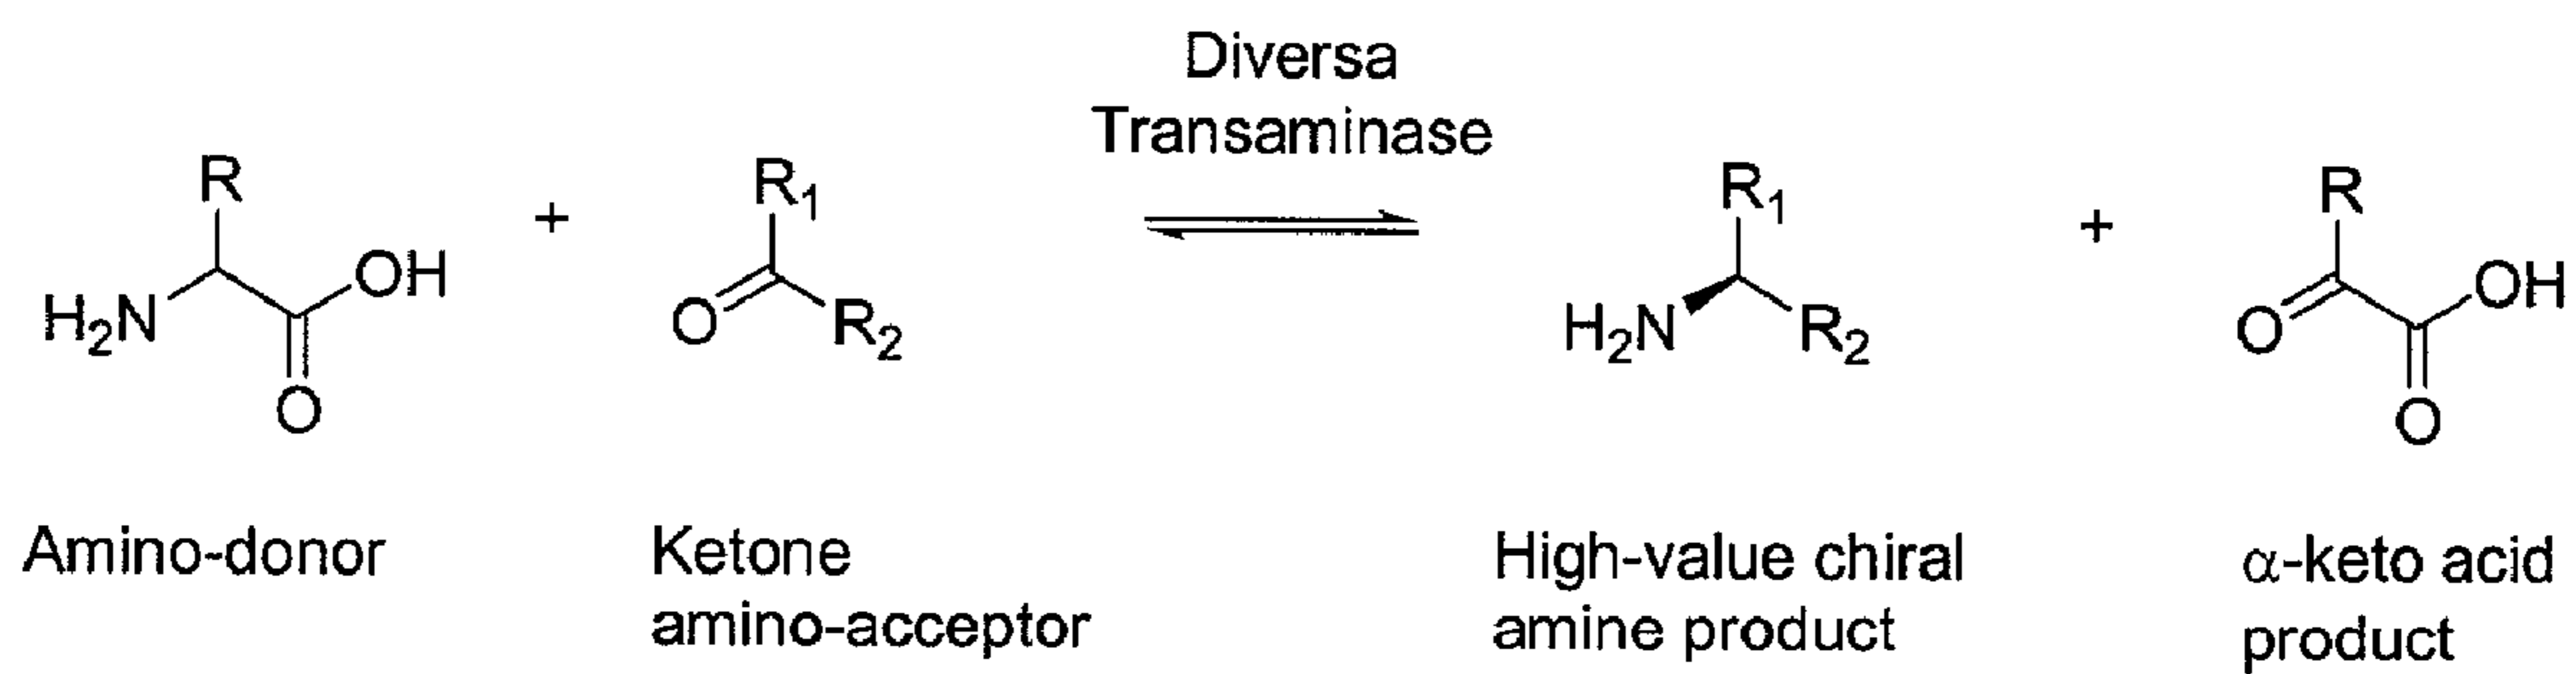 Diversa
Transaminase
R
H₂N
OH
O
+
R₁
O
R₂
R₁
H₂N
R₂
+
R
O
OH
O
Amino-donor
Ketone
amino-acceptor
High-value chiral
amine product
α-keto acid
product